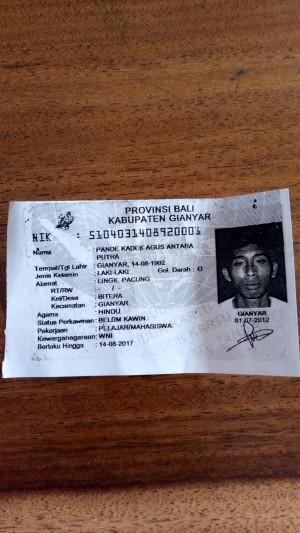 PROVINSI BALI
KABUPATEN GIANYAR
NIK : 5104031408920001
Nama : PANDE KADEK AGUS ANTARA
PUTRA
Tempat/Tgl Lahir : GIANYAR, 14-08-1992
Jenis Kelamin : LAKI-LAKI Gol. Darah : O
Alamat : LINGK. PACUNG
RT/RW : / -
Kel/Desa : BITERA
Kecamatan : GIANYAR
Agama : HINDU
Status Perkawinan : BELUM KAWIN
Pekerjaan : PELAJAR/MAHASISWA
Kewarganegaraan : WNI
Berlaku Hingga : 14-08-2017
GIANYAR
01-07-2012